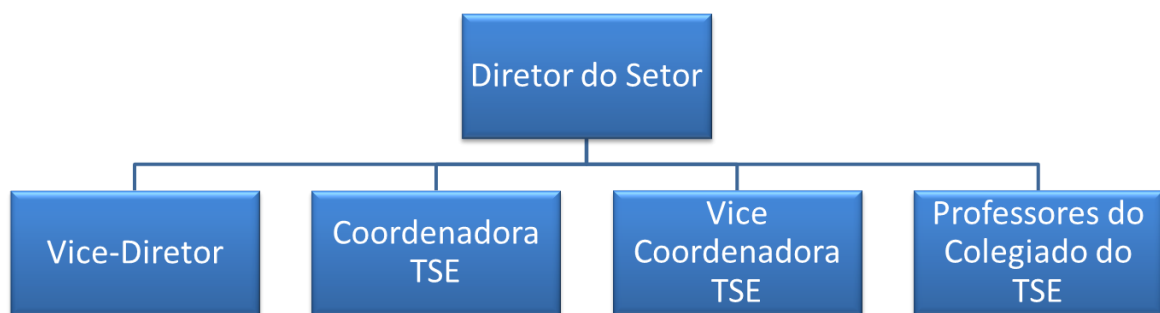 Diretor do Setor
Vice-Diretor
Coordenadora
TSE
Vice
Coordenadora
TSE
Professores do
Colegiado do
TSE